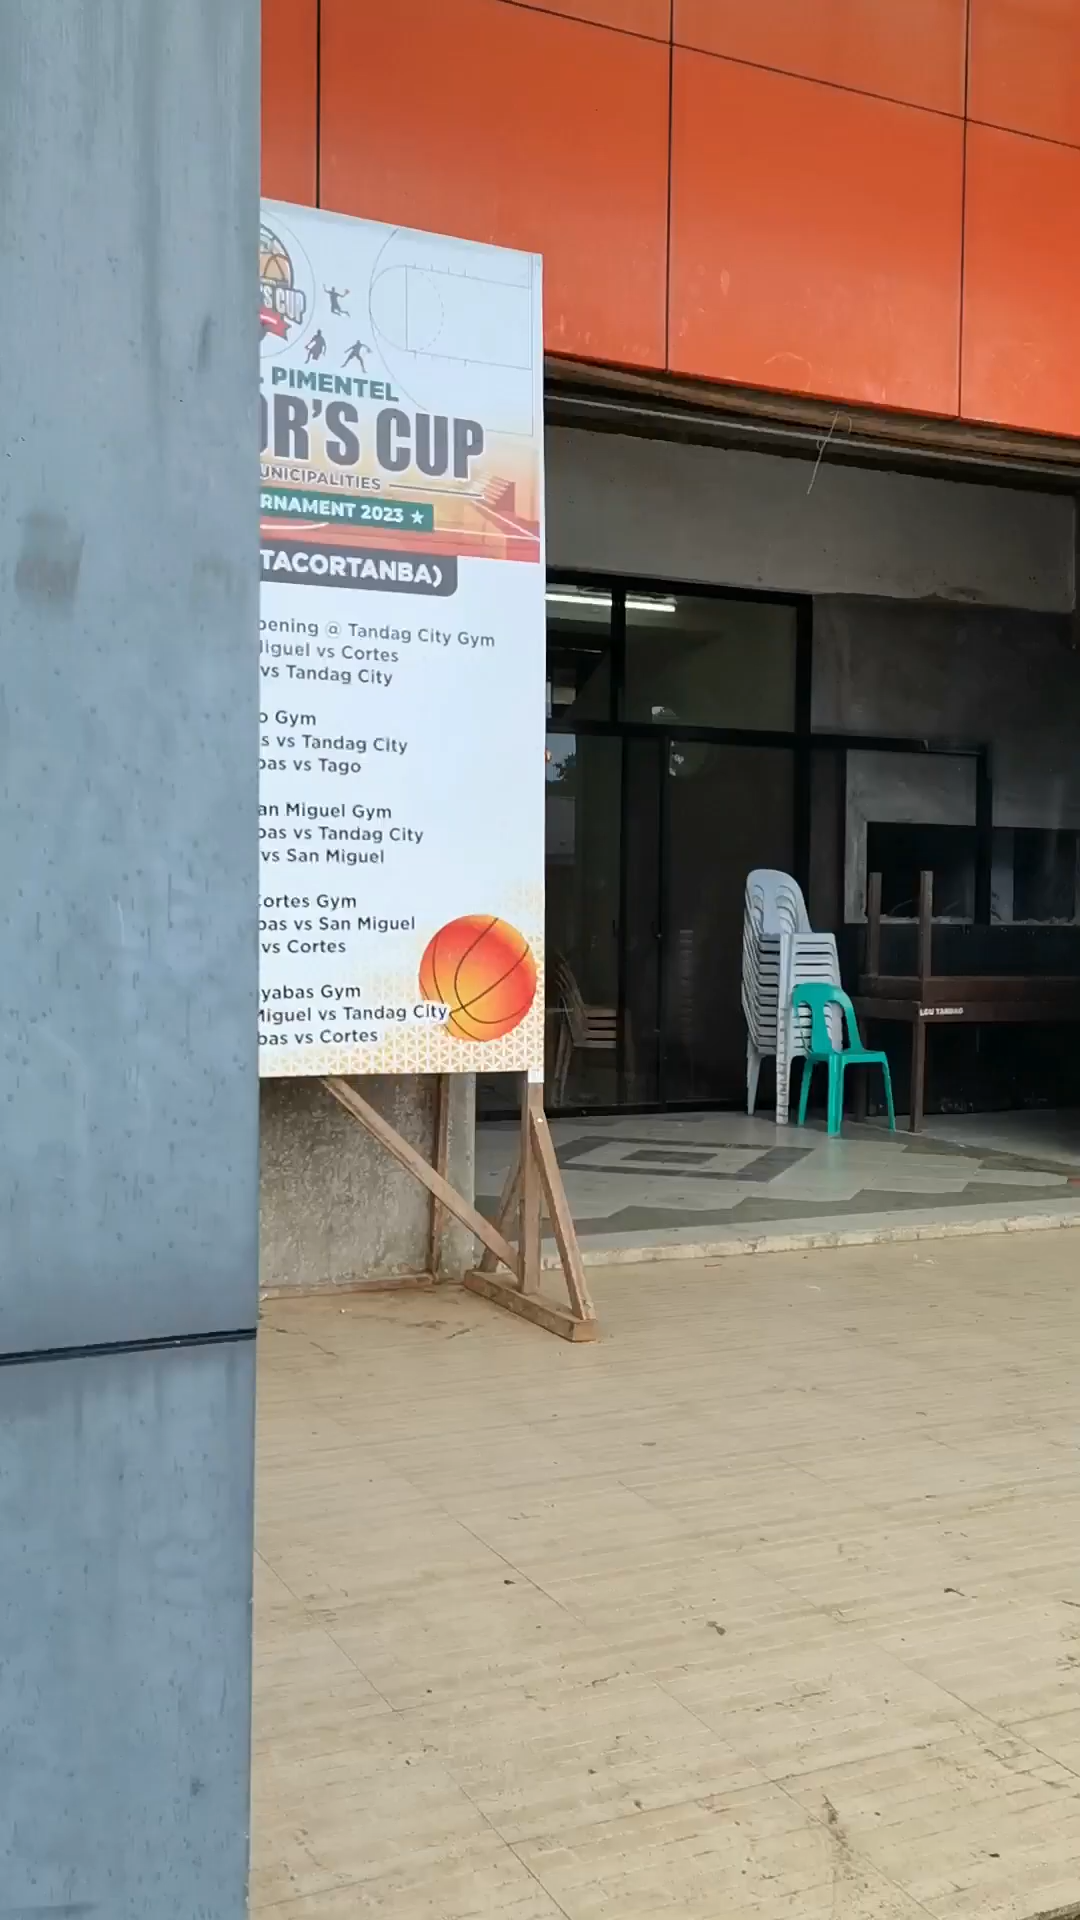 'S CUP
. PIMENTEL
OR'S CUP
UNICIPALITIES
RNAMENT 2023 ★
TACORTANBA)
pening @ Tandag City Gym
iguel vs Cortes
vs Tandag City
o Gym
s vs Tandag City
bas vs Tago
an Miguel Gym
bas vs Tandag City
vs San Miguel
Cortes Gym
bas vs San Miguel
vs Cortes
yabas Gym
Miguel vs Tandag City
bas vs Cortes
LGU TANDAG